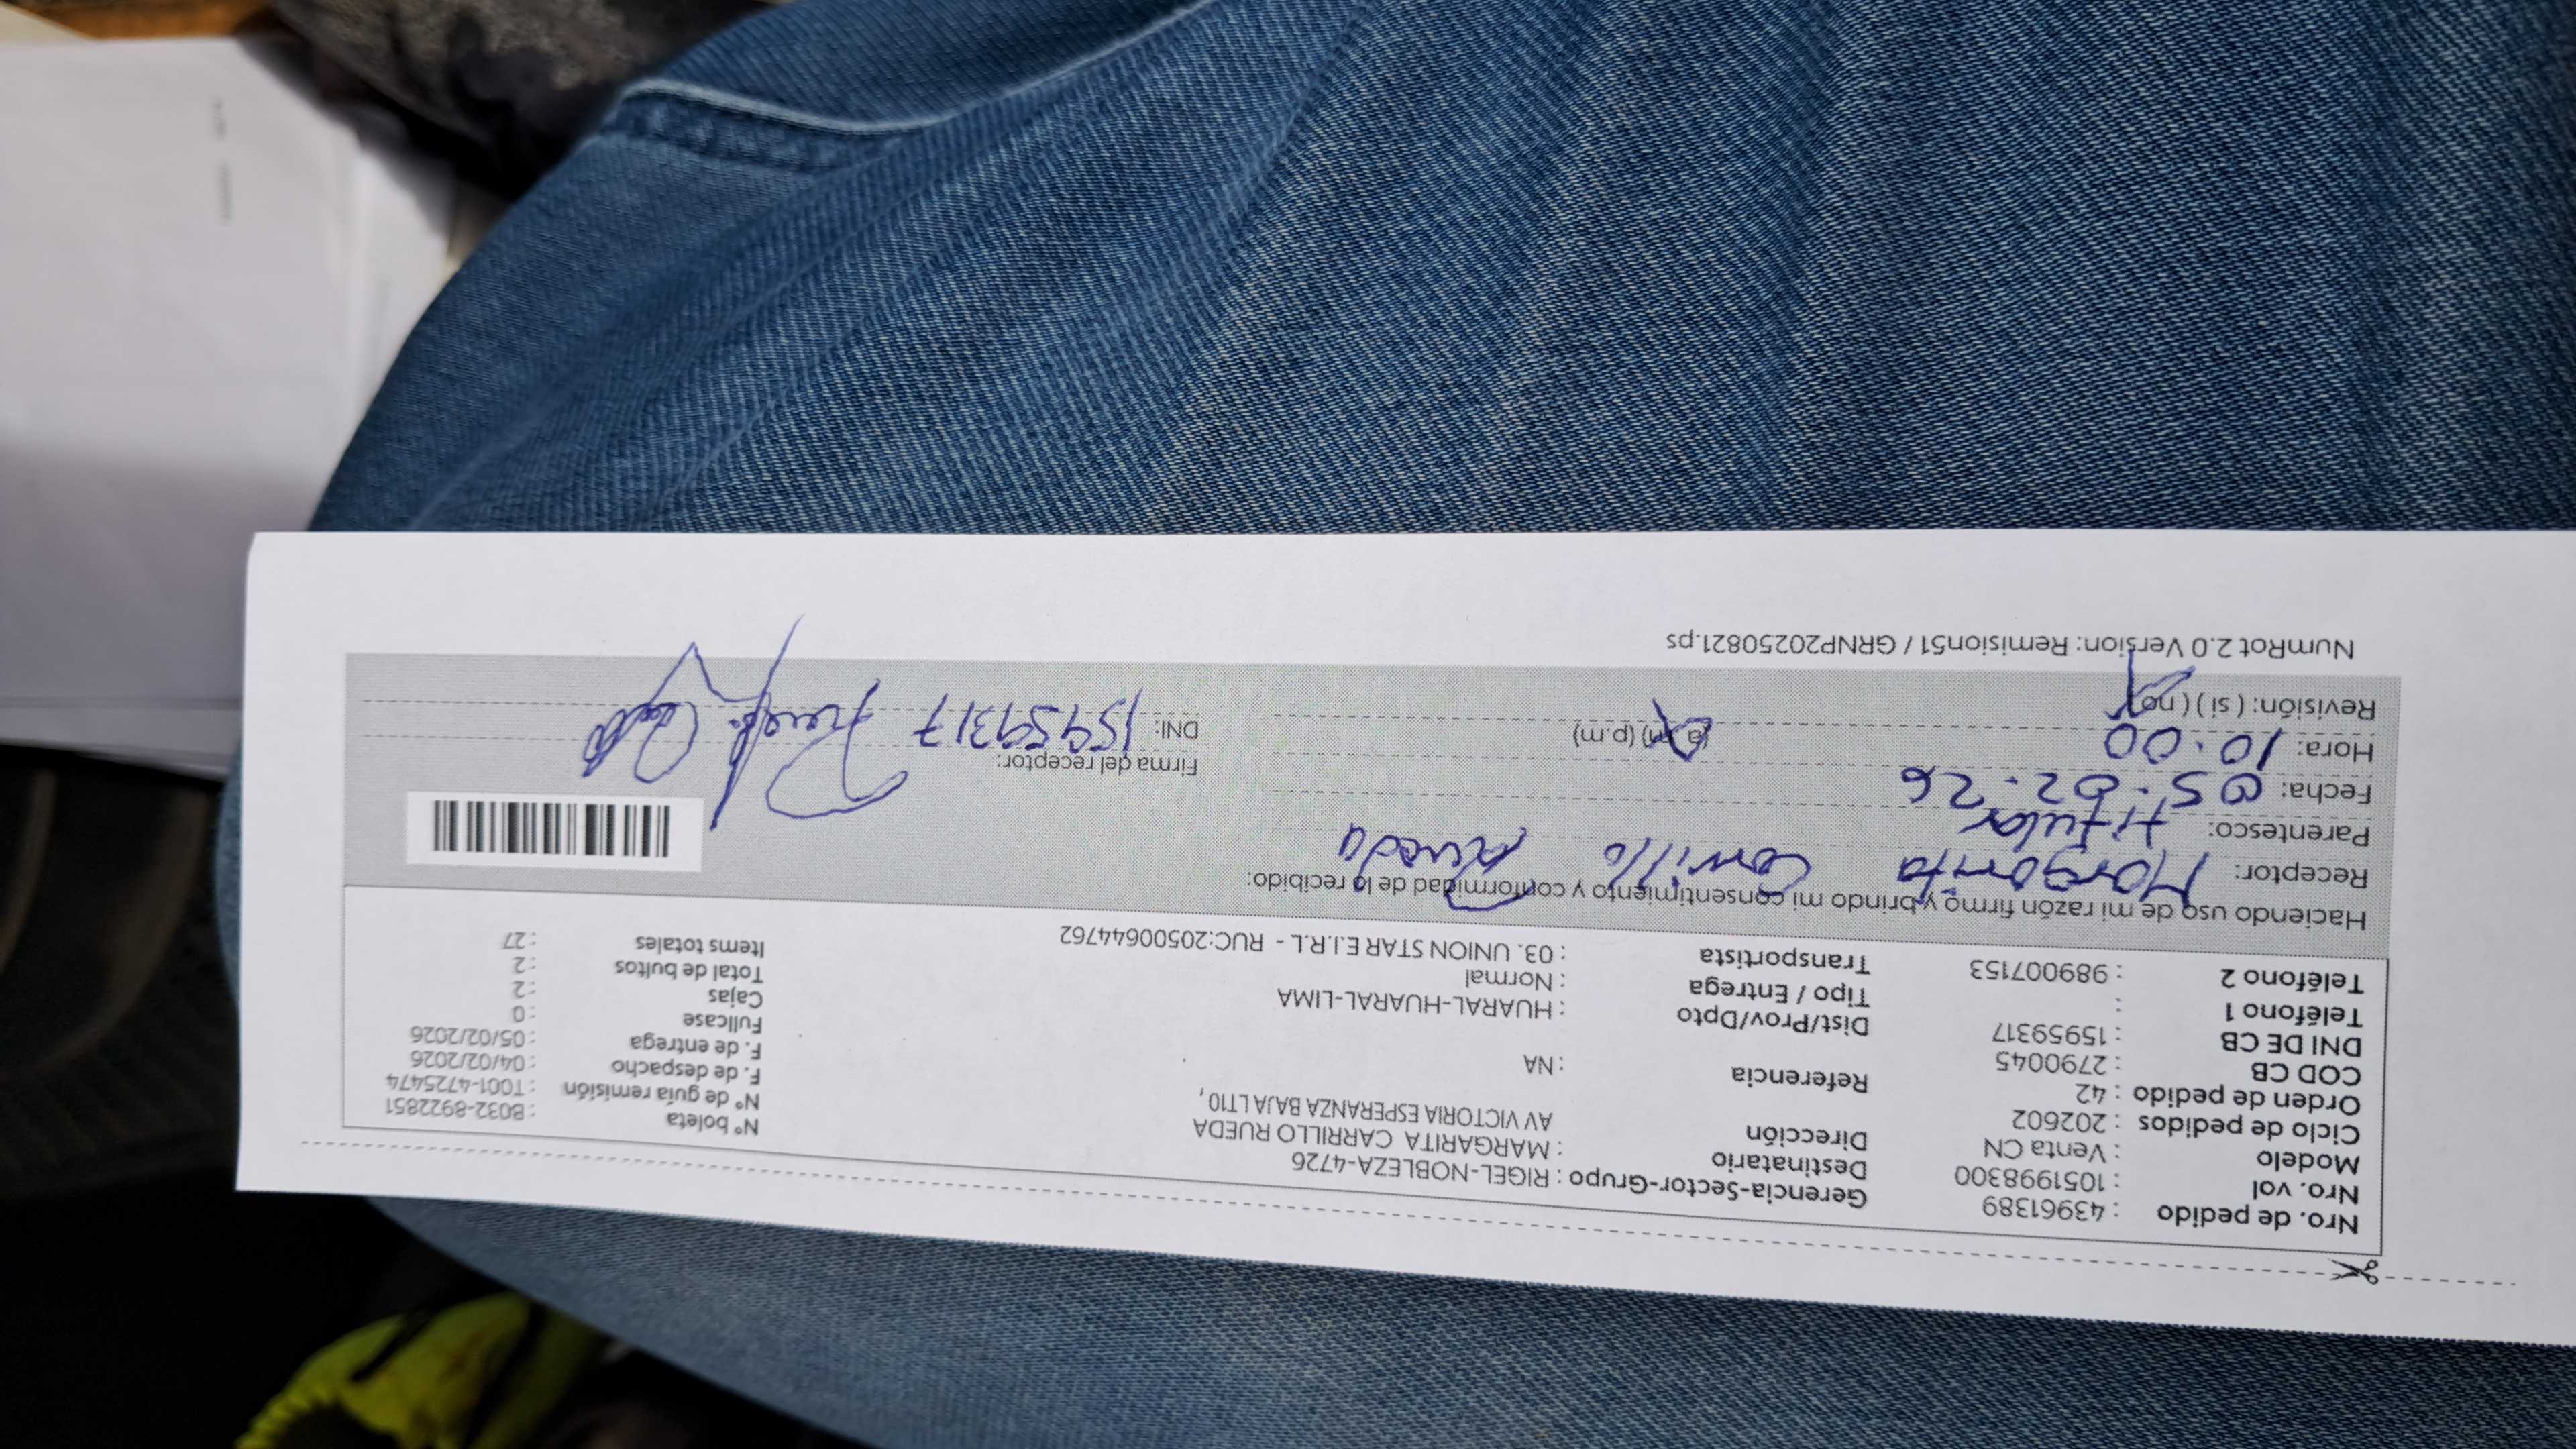 Nro. de pedido : 43961389
Nro. vol : 1051998300
Modelo : Venta CN
Ciclo de pedidos : 202602
Orden de pedido : 42
COD CB : 2790045
DNI DE CB : 15959317
Teléfono 1 :
Teléfono 2 : 989007153
Gerencia-Sector-Grupo : RIGEL-NOBLEZA-4726
Destinatario : MARGARITA CARRILLO RUEDA
Dirección AV VICTORIA ESPERANZA BAJA LT10 ,
Referencia : NA
Dist/Prov/Dpto : HUARAL-HUARAL-LIMA
Tipo / Entrega : Normal
Transportista : 03. UNION STAR E.I.R.L - RUC:20500644762
N° boleta : B032-8922851
N° de guía remisión : T001-4725474
F. de despacho : 04/02/2026
F. de entrega : 05/02/2026
Fullcase : 0
Cajas : 2
Total de bultos : 2
Items totales : 27
Haciendo uso de mi razón firmo y brindo mi consentimiento y conformidad de lo recibido:
Receptor: Margarita Carrillo Rueda
Parentesco: titular
Fecha: 05.02.26
Hora: 10.00 (a.m) (p.m)
Revisión: ( si ) ( no )
Firma del receptor:
DNI: 15959317
NumRot 2.0 Version: Remision51 / GRNP20250821.ps